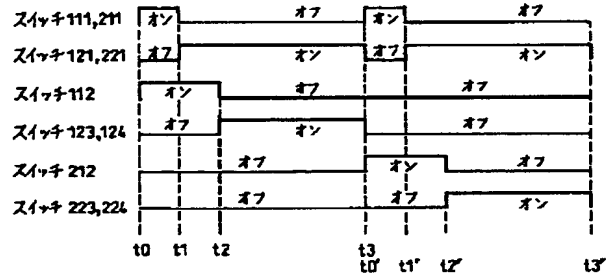 スイッチ111,211 オン オフ オン オフ
スイッチ121,221 オフ オン オフ オン
スイッチ112 オン オフ オフ
スイッチ123,124 オフ オン オフ
スイッチ212 オフ オン オフ
スイッチ223,224 オフ オフ オン
t0 t1 t2 t3 t0' t1' t2' t3'